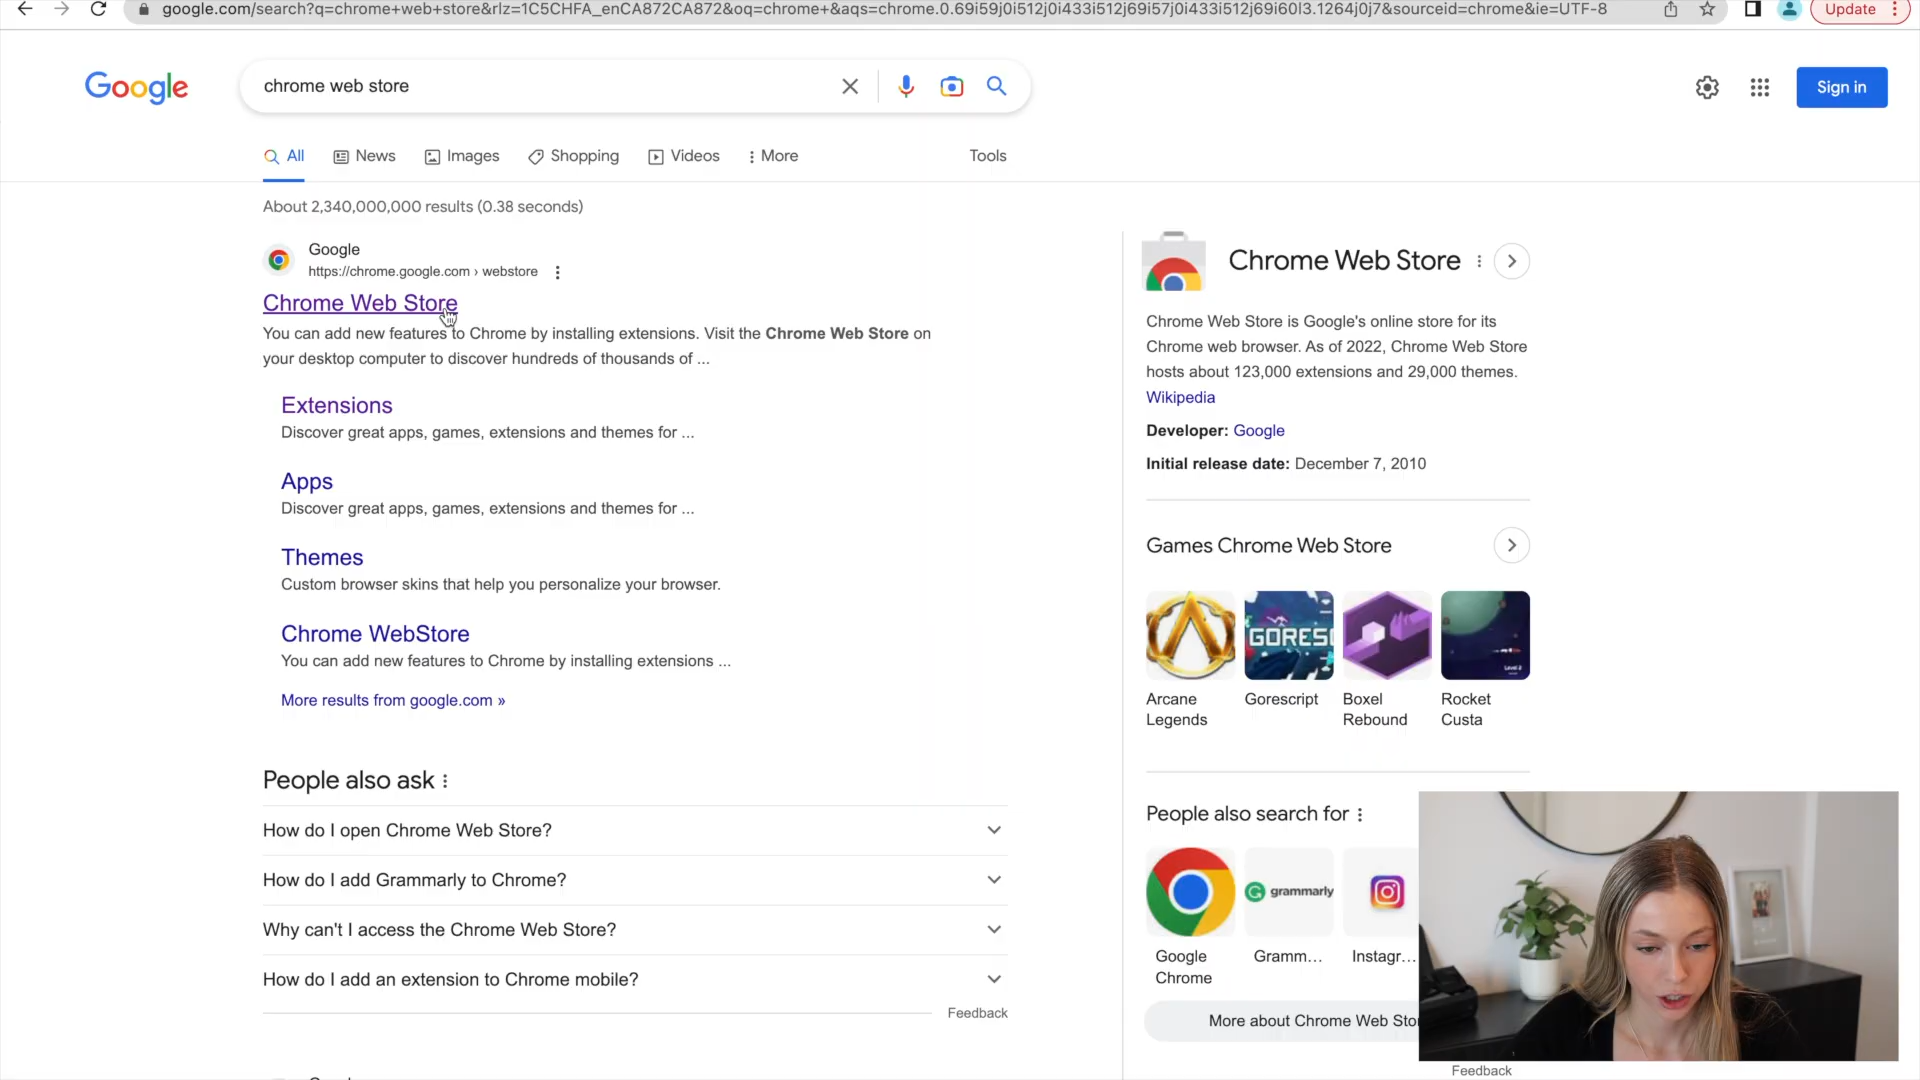 google.com/search?q=chrome+web+store&rlz=1C5CHFA_enCA872CA872&oq=chrome+&aqs=chrome.0.69i59j0i512j0i433i512j69i57j0i433i512j69i60l3.1264j0j7&sourceid=chrome&ie=UTF-8
Update
Google
chrome web store
Sign in
All
News
Images
Shopping
Videos
More
Tools
About 2,340,000,000 results (0.38 seconds)
Google
https://chrome.google.com › webstore
Chrome Web Store
You can add new features to Chrome by installing extensions. Visit the Chrome Web Store on
your desktop computer to discover hundreds of thousands of ...
Extensions
Discover great apps, games, extensions and themes for ...
Apps
Discover great apps, games, extensions and themes for ...
Themes
Custom browser skins that help you personalize your browser.
Chrome WebStore
You can add new features to Chrome by installing extensions ...
More results from google.com »
People also ask
How do I open Chrome Web Store?
How do I add Grammarly to Chrome?
Why can't I access the Chrome Web Store?
How do I add an extension to Chrome mobile?
Feedback
Chrome Web Store
Chrome Web Store is Google's online store for its
Chrome web browser. As of 2022, Chrome Web Store
hosts about 123,000 extensions and 29,000 themes.
Wikipedia
Developer: Google
Initial release date: December 7, 2010
Games Chrome Web Store
GORES
Level 2
Arcane
Legends
Gorescript
Boxel
Rebound
Rocket
Custa
People also search for
grammarly
Google
Chrome
Gramm...
Instagr...
More about Chrome Web Stor
Feedback